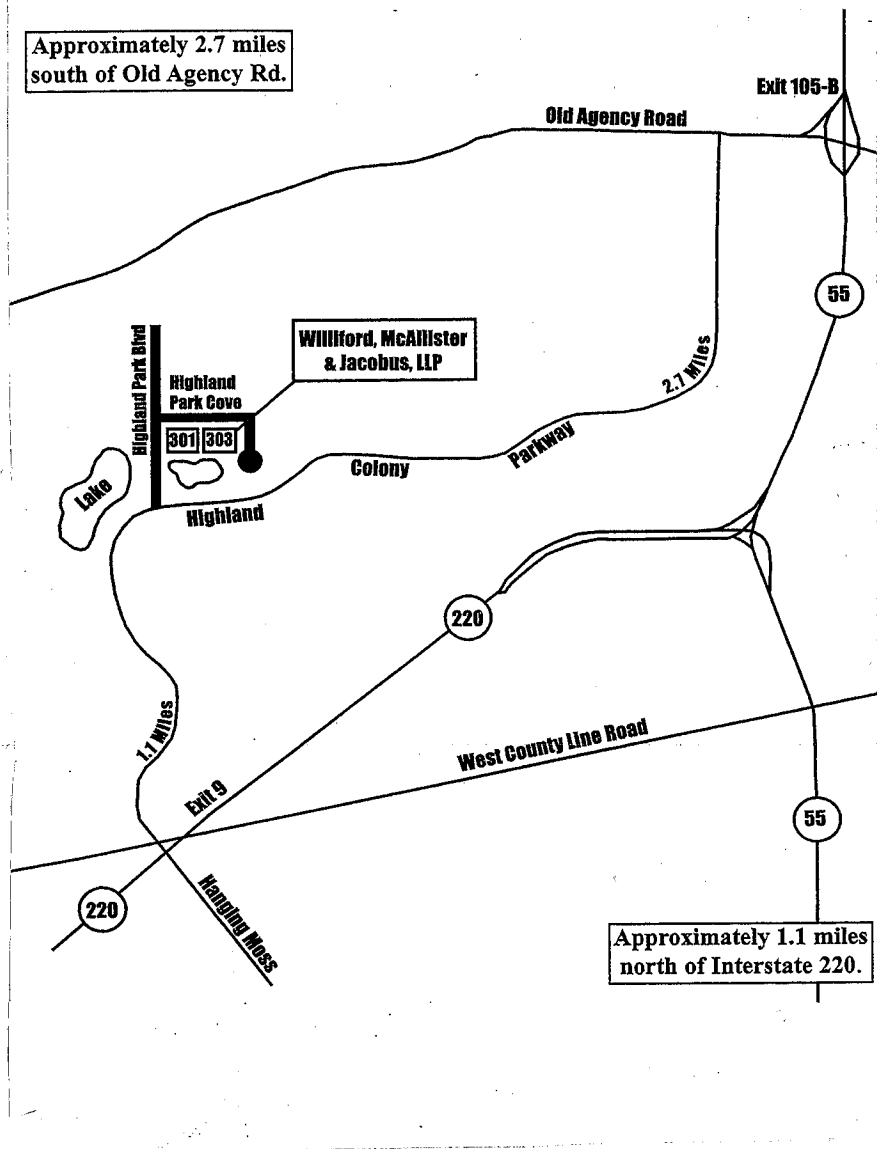 Approximately 2.7 miles
south of Old Agency Rd.
Exit 105-B
Old Agency Road
55
Williford, McAllister
& Jacobus, LLP
Highland Park Blvd
Highland
Park Cove
2.7 Miles
301 303
Lake
Colony
Parkway
Highland
220
1.1 Miles
West County Line Road
Exit 9
55
220
Hanging Moss
Approximately 1.1 miles
north of Interstate 220.